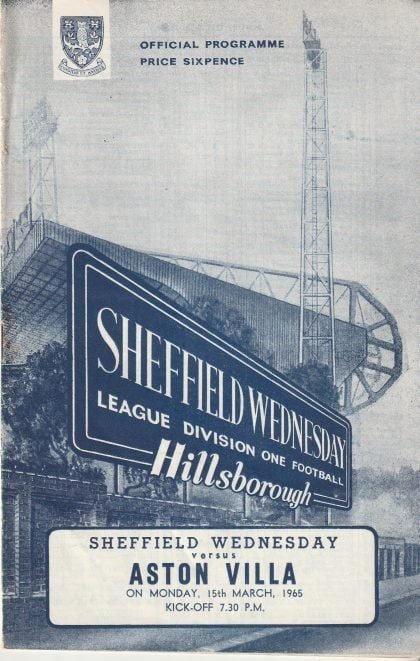 OFFICIAL PROGRAMME
PRICE SIXPENCE
SHEFFIELD WEDNESDAY
LEAGUE DIVISION ONE FOOTBALL
Hillsborough
SHEFFIELD WEDNESDAY
versus
ASTON VILLA
ON MONDAY, 15th MARCH, 1965
KICK-OFF 7.30 P.M.